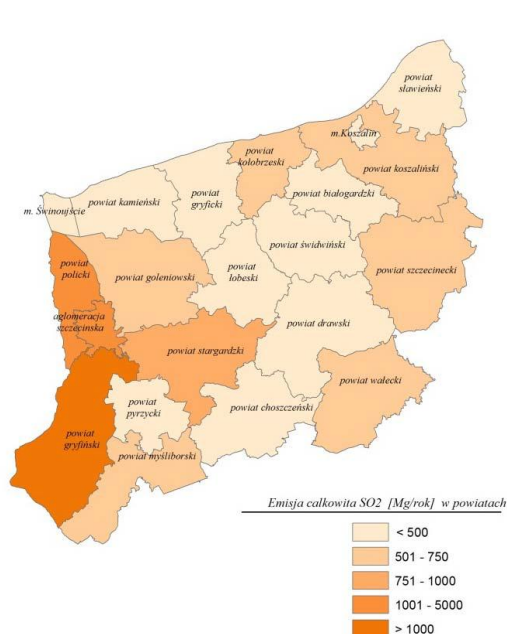 powiat
sławieński
m.Koszalin
powiat
kołobrzeski
powiat koszaliński
powiat białogardzki
powiat
gryficki
powiat kamieński
m. Świnoujście
powiat świdwiński
powiat
policki
powiat goleniowski
powiat
łobeski
powiat szczecinecki
aglomeracja
szczecińska
powiat drawski
powiat stargardzki
powiat wałecki
powiat
pyrzycki
powiat choszczeński
powiat
gryfiński
powiat myśliborski
Emisja całkowita SO2 [Mg/rok] w powiatach
< 500
501 - 750
751 - 1000
1001 - 5000
> 1000